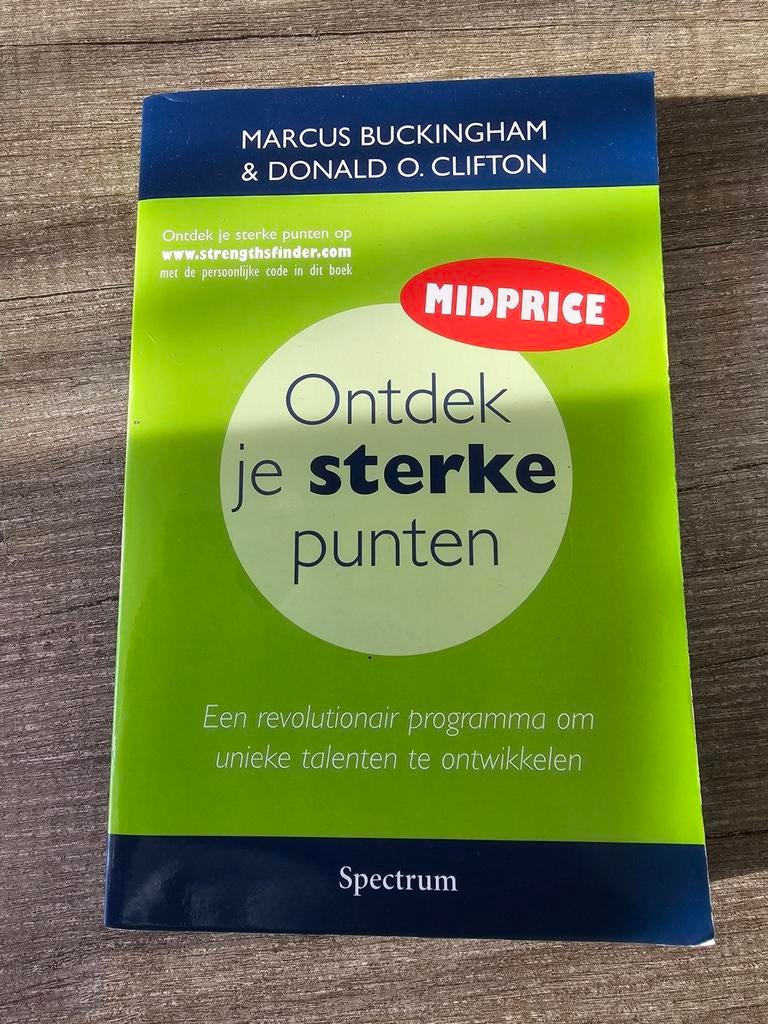 MARCUS BUCKINGHAM
& DONALD O. CLIFTON
Ontdek je sterke punten op
www.strengthsfinder.com
met de persoonlijke code in dit boek
MIDPRICE
Ontdek
je sterke
punten
Een revolutionair programma om
unieke talenten te ontwikkelen
Spectrum